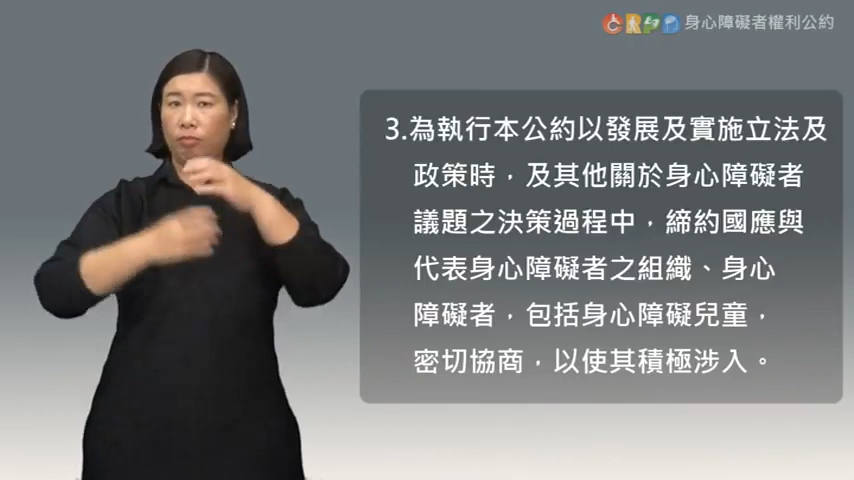 CRPD 身心障礙者權利公約
3.為執行本公約以發展及實施立法及
政策時，及其他關於身心障礙者
議題之決策過程中，締約國應與
代表身心障礙者之組織、身心
障礙者，包括身心障礙兒童，
密切協商，以使其積極涉入。